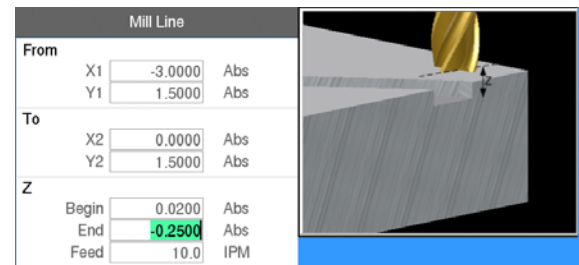 Mill Line
From
X1 -3.0000 Abs
Y1 1.5000 Abs
To
X2 0.0000 Abs
Y2 1.5000 Abs
Z
Begin 0.0200 Abs
End -0.2500 Abs
Feed 10.0 IPM
Z